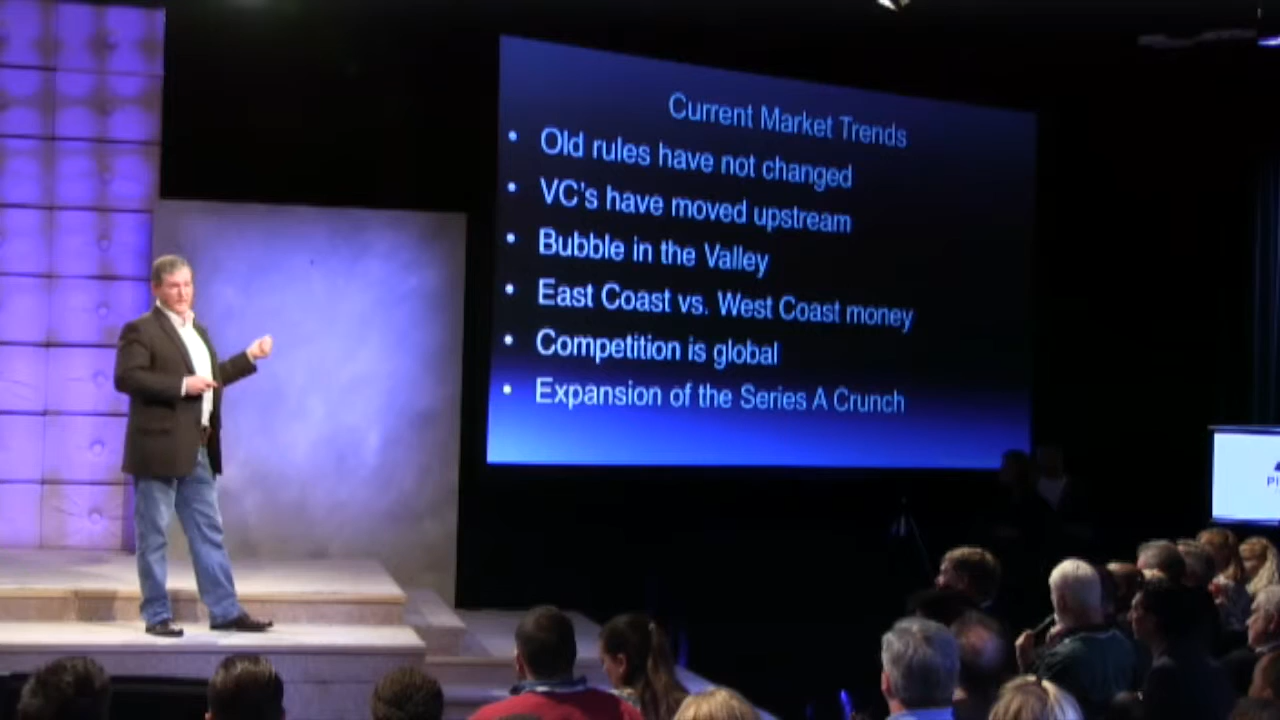 Current Market Trends
• Old rules have not changed
• VC's have moved upstream
• Bubble in the Valley
• East Coast vs. West Coast money
• Competition is global
• Expansion of the Series A Crunch